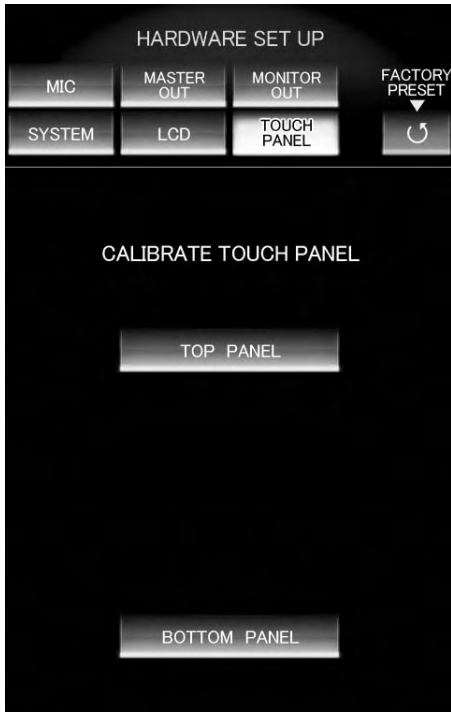 HARDWARE SET UP
MIC
MASTER
OUT
MONITOR
OUT
FACTORY
PRESET
SYSTEM
LCD
TOUCH
PANEL
CALIBRATE TOUCH PANEL
TOP PANEL
BOTTOM PANEL